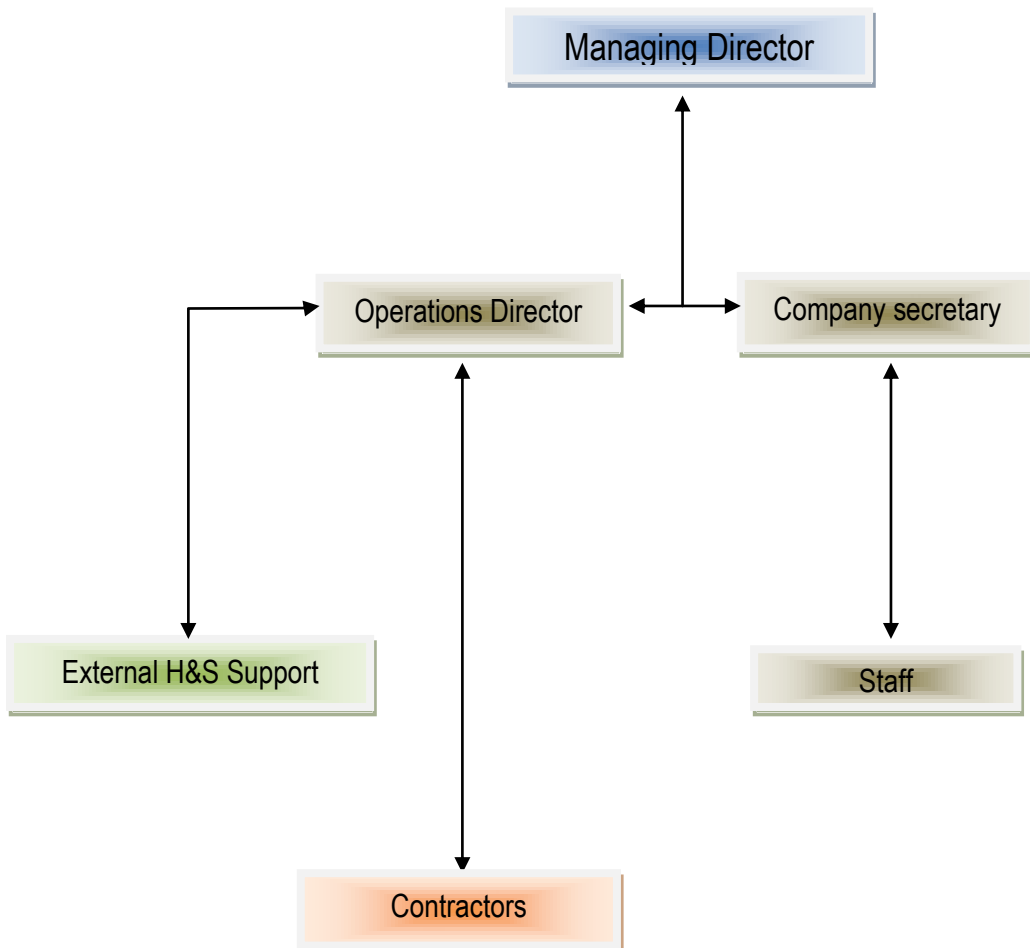 Managing Director
Operations Director
Company secretary
External H&S Support
Staff
Contractors